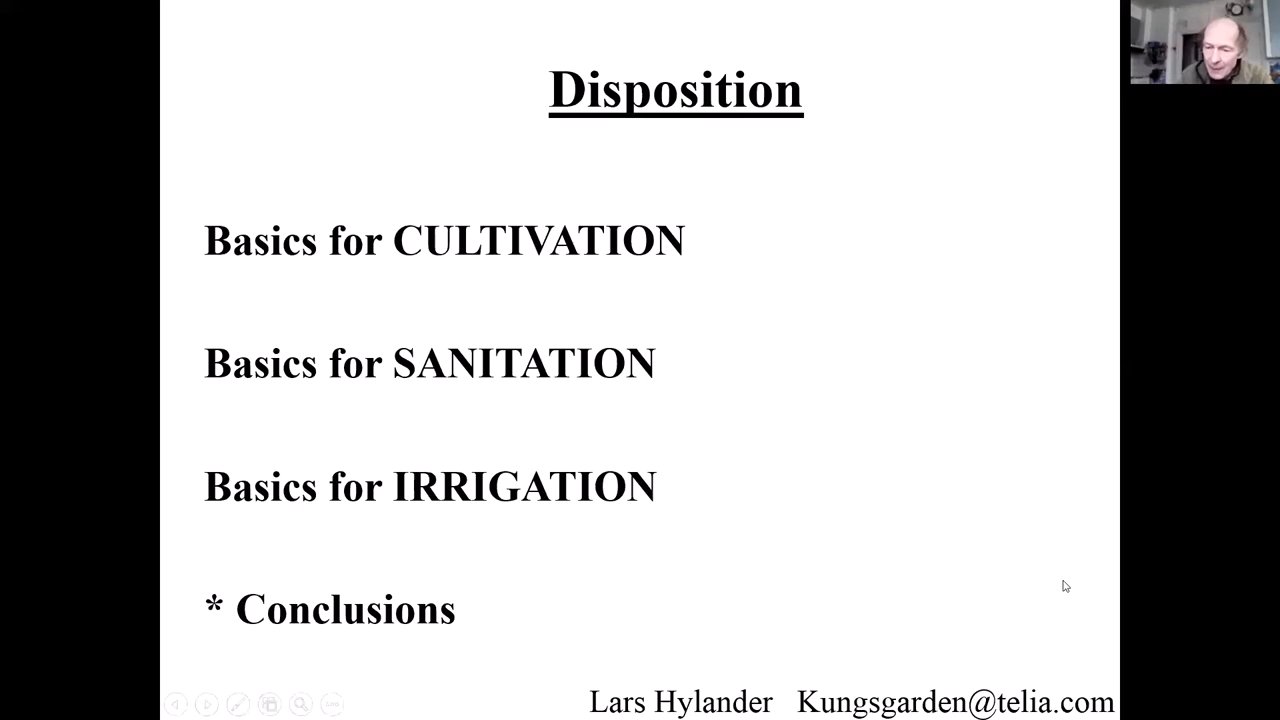 Disposition
Basics for CULTIVATION
Basics for SANITATION
Basics for IRRIGATION
* Conclusions
Lars Hylander Kungsgarden@telia.com